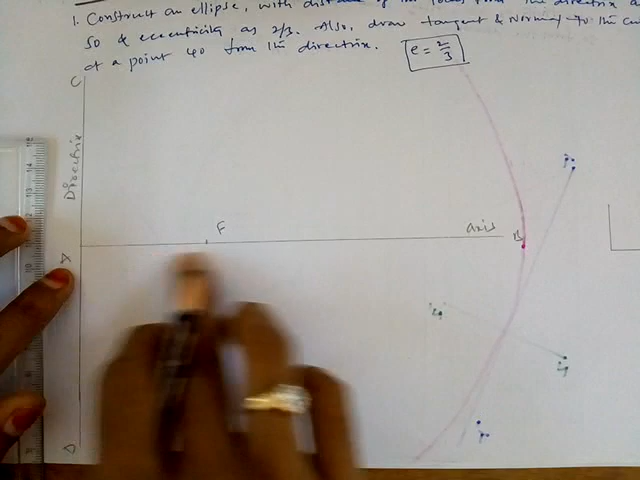 1. Construct an ellipse, with distance of the focus from the directrix as
50 & eccentricity as 2/3. Also, draw tangent & Normal to the cu
at a point 40 from the directrix.
e = 2/3
C
Directrix
F
axis
B
A
D